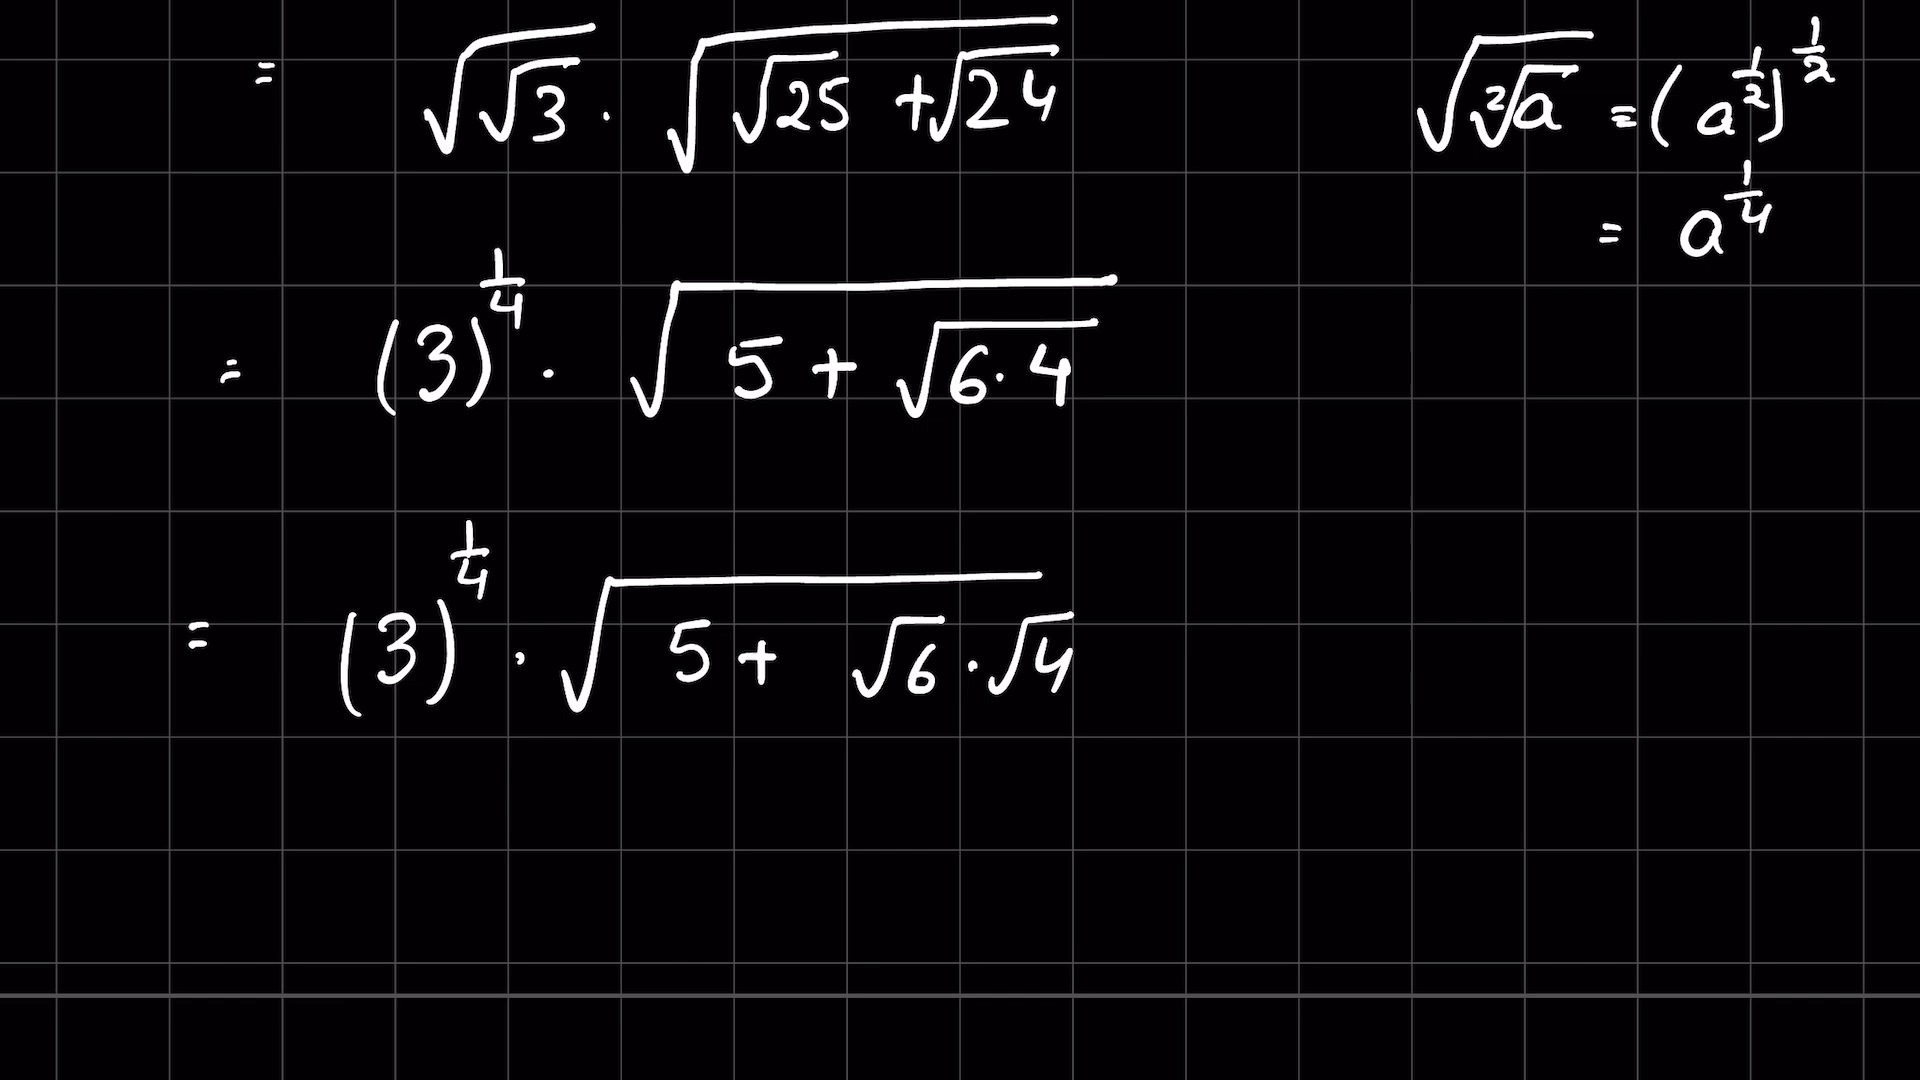 = √√3 · √(√25 + √24)
√(²√a) = (a^(1/2))^(1/2)
= a^(1/4)
= (3)^(1/4) · √(5 + √(6·4))
= (3)^(1/4) · √(5 + √6 · √4)